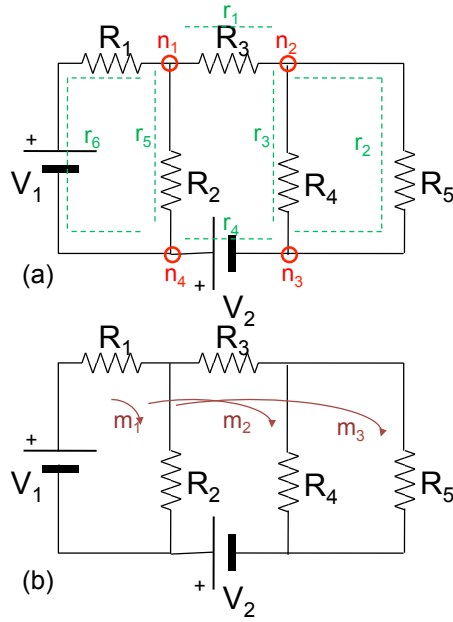 r1
R1 n1 R3 n2
+ r6 r5 r3 r2
V1 R2 R4 R5
r4
(a) n4 n3
+ V2
R1 R3
m1 m2 m3
+
V1 R2 R4 R5
(b) + V2